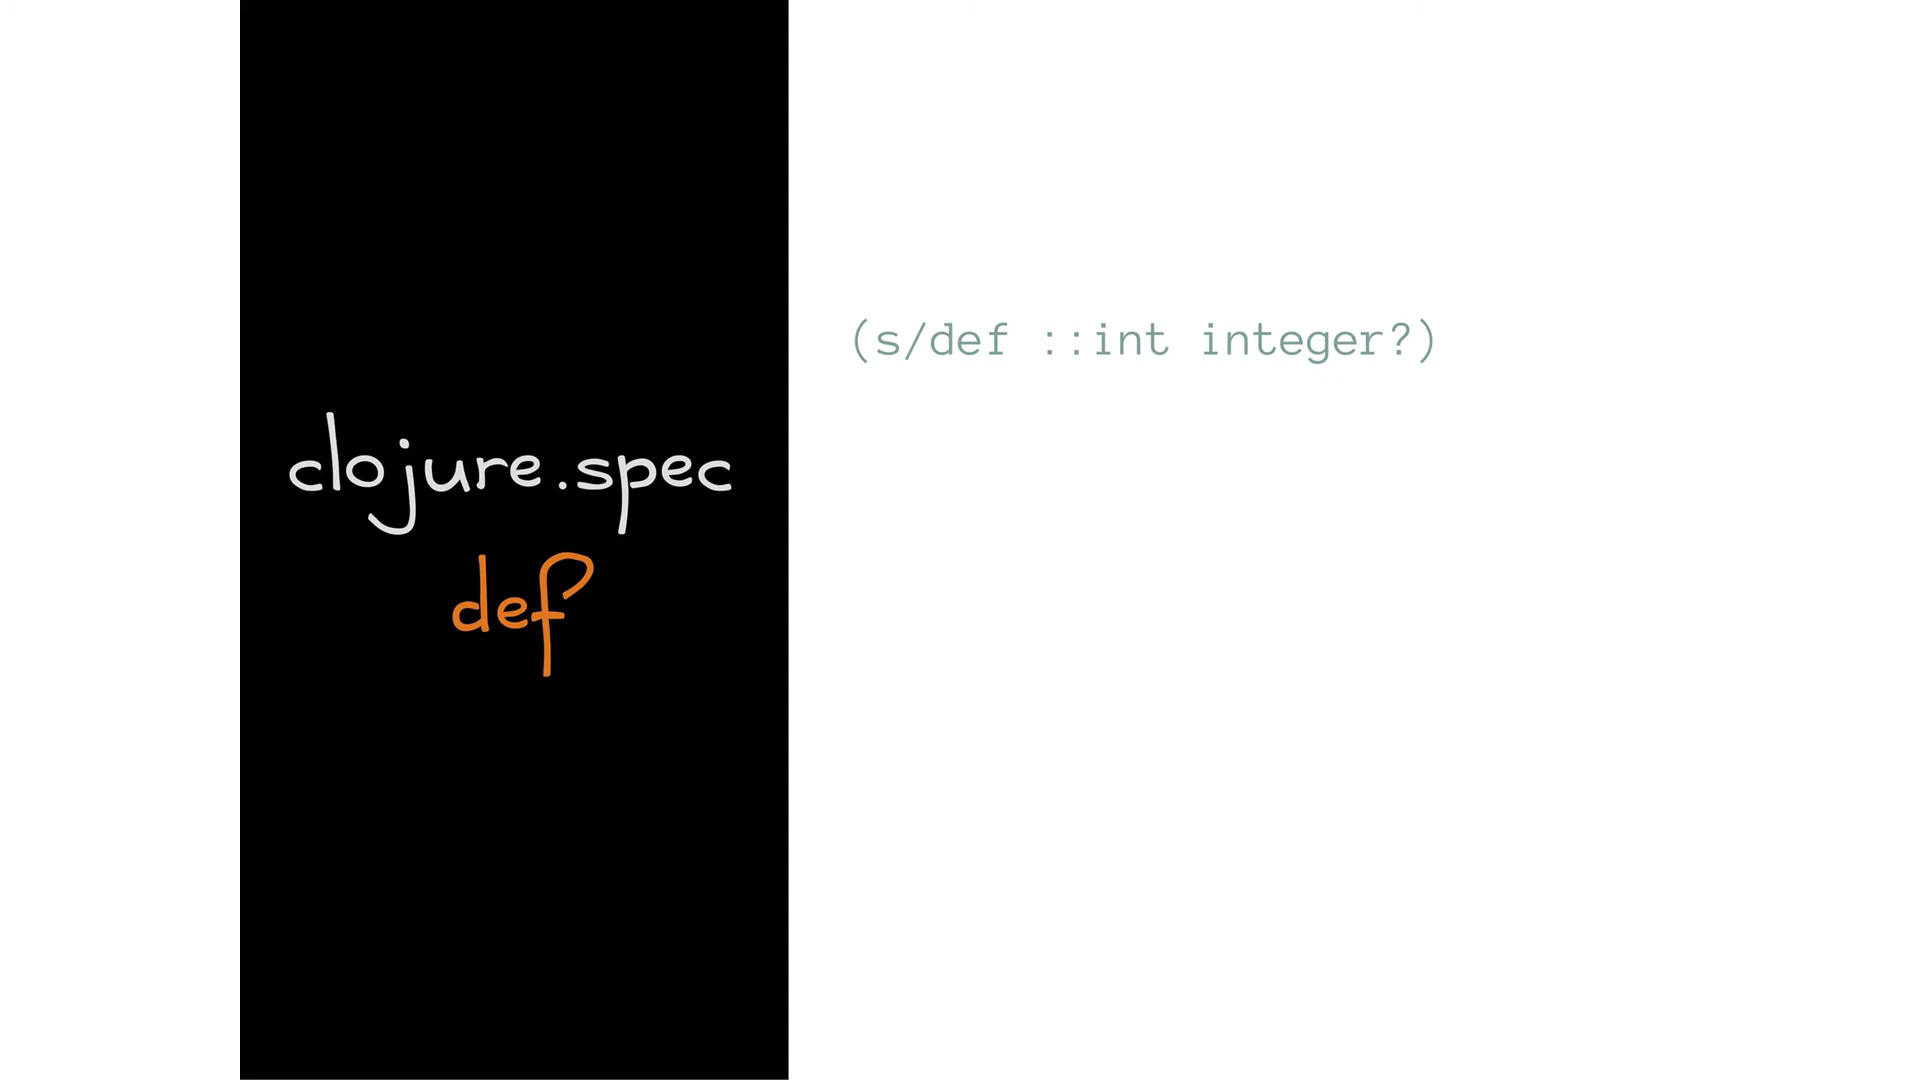 clojure.spec
def
(s/def ::int integer?)